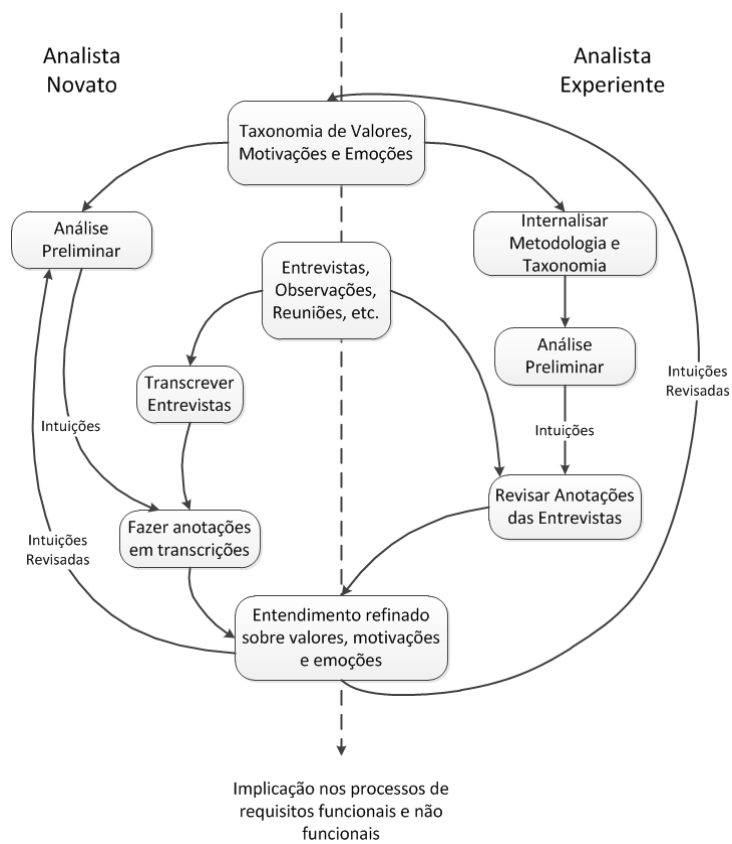 Analista
Novato
Analista
Experiente
Taxonomia de Valores,
Motivações e Emoções
Análise
Preliminar
Internalisar
Metodologia e
Taxonomia
Entrevistas,
Observações,
Reuniões, etc.
Análise
Preliminar
Intuições
Revisadas
Transcrever
Entrevistas
Intuições
Intuições
Revisar Anotações
das Entrevistas
Fazer anotações
em transcrições
Intuições
Revisadas
Entendimento refinado
sobre valores, motivações
e emoções
Implicação nos processos de
requisitos funcionais e não
funcionais